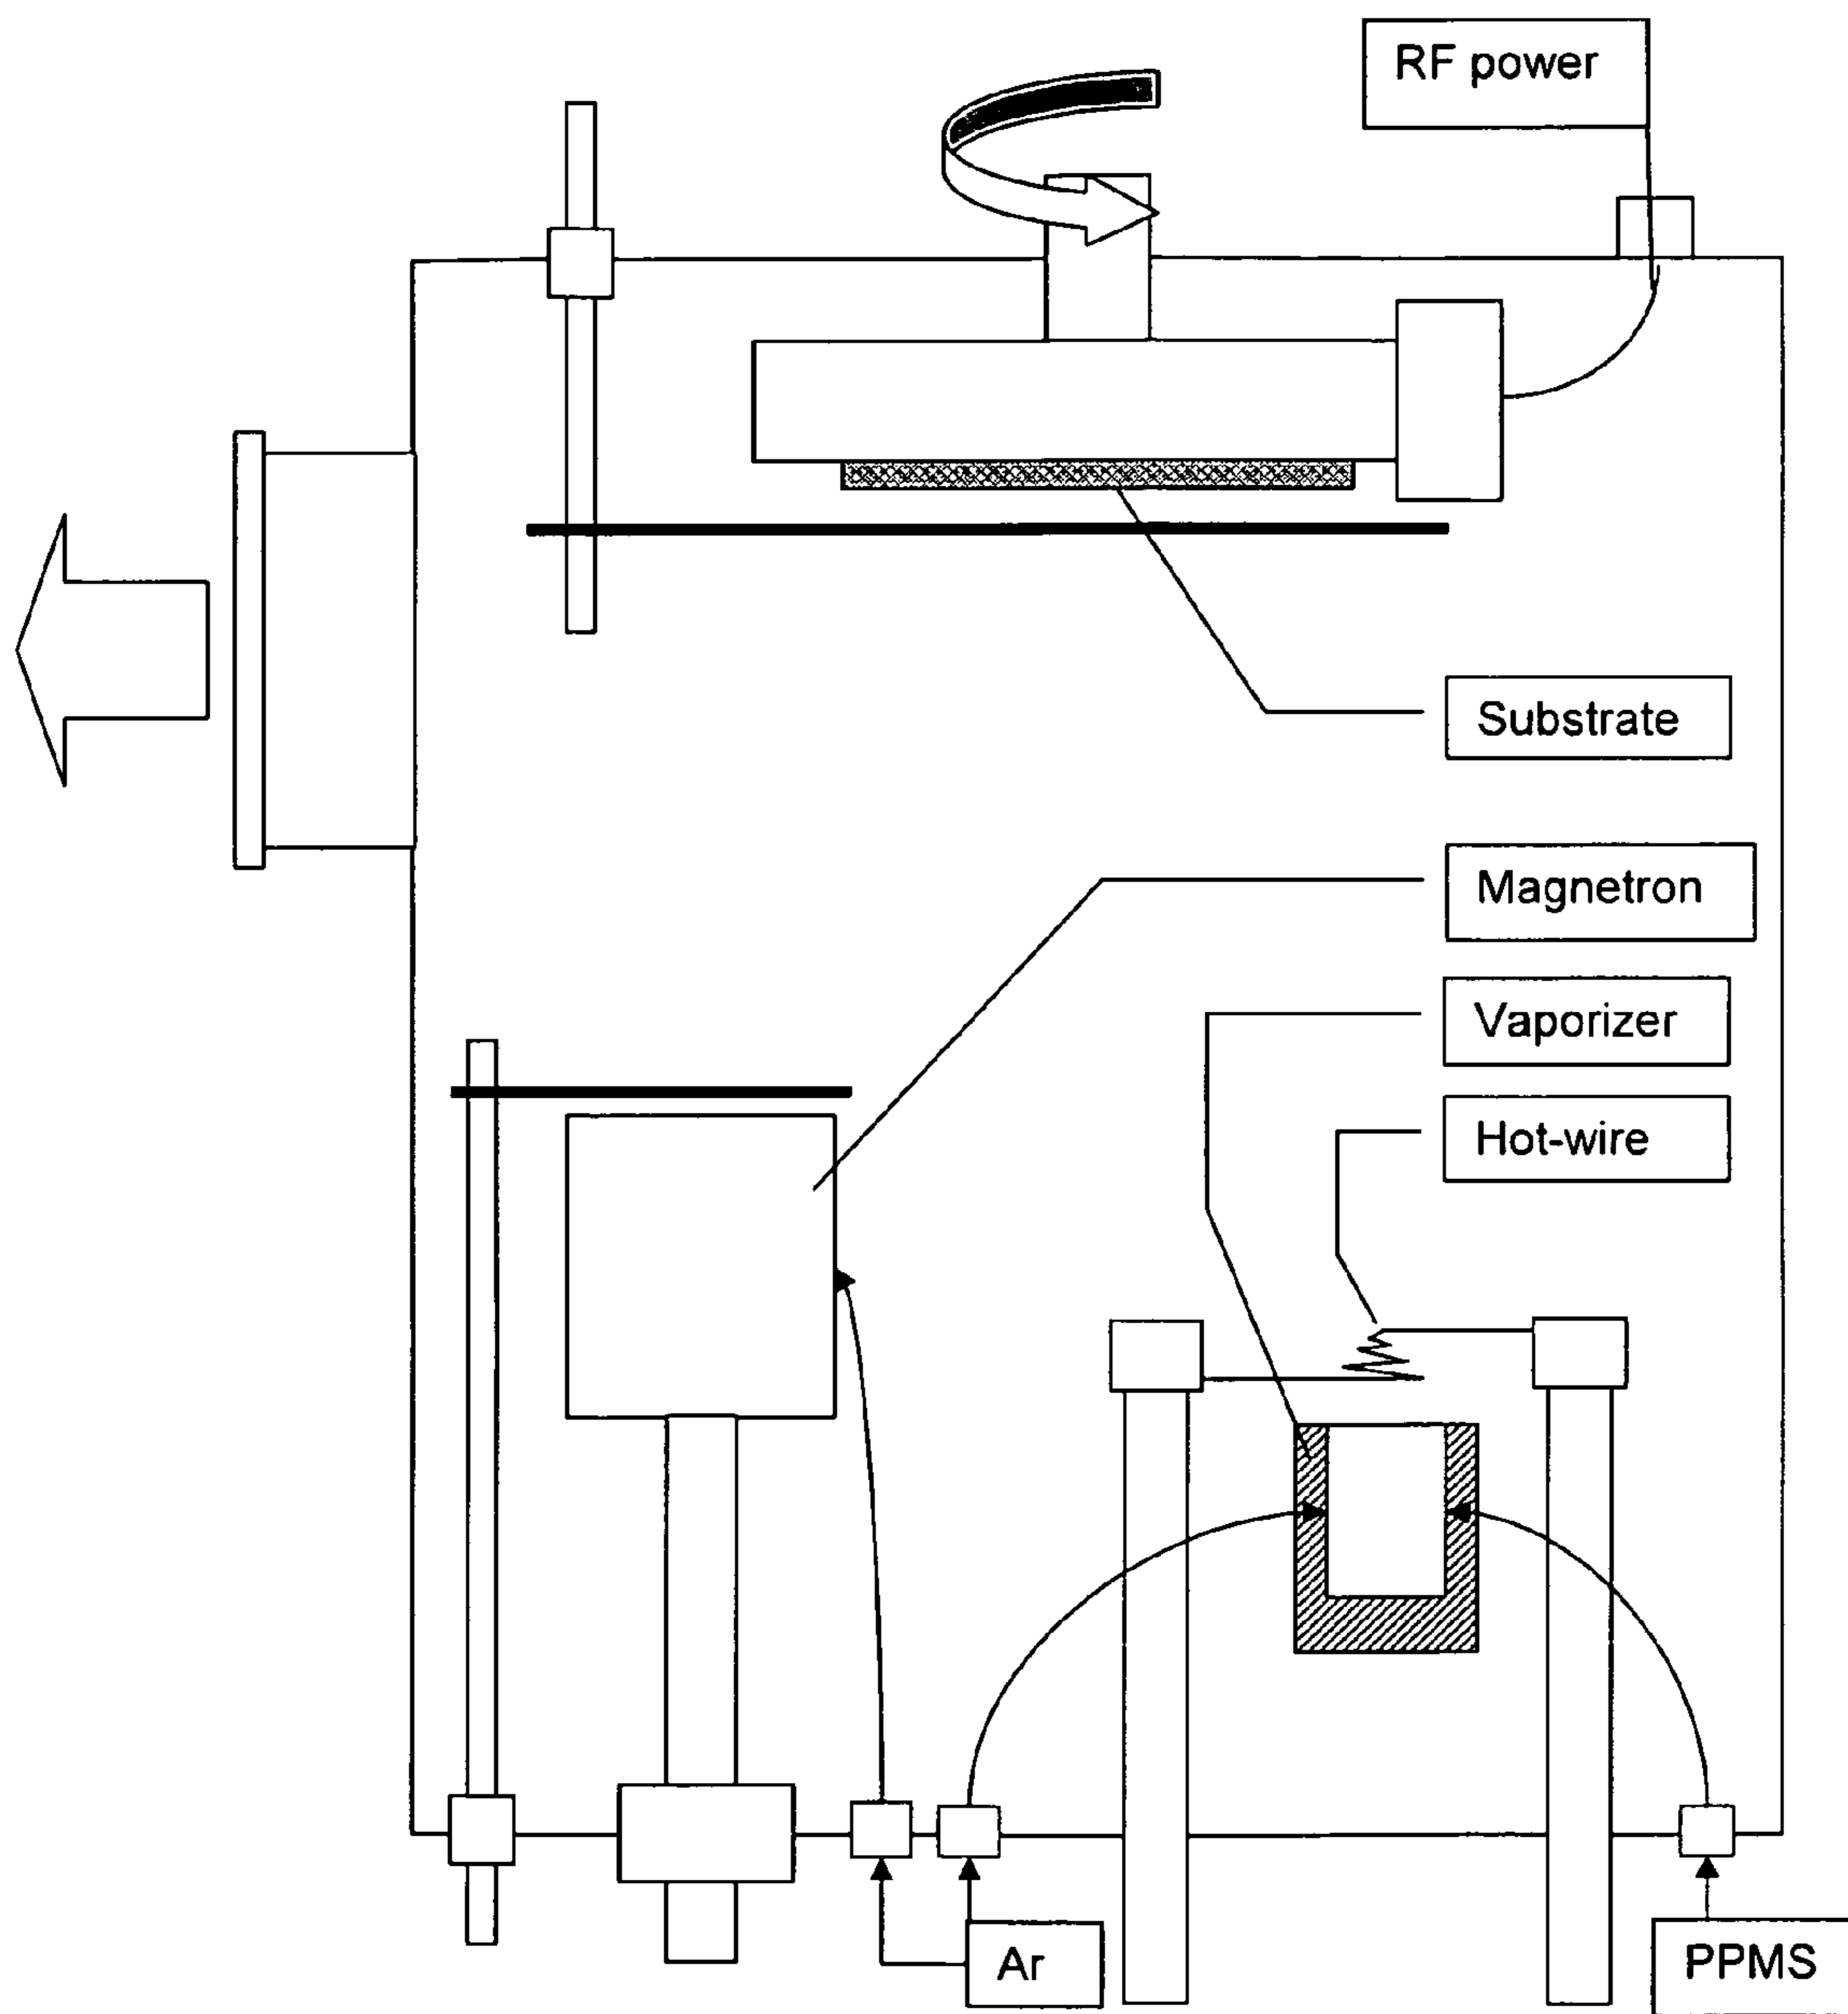 RF power
Substrate
Magnetron
Vaporizer
Hot-wire
Ar
PPMS